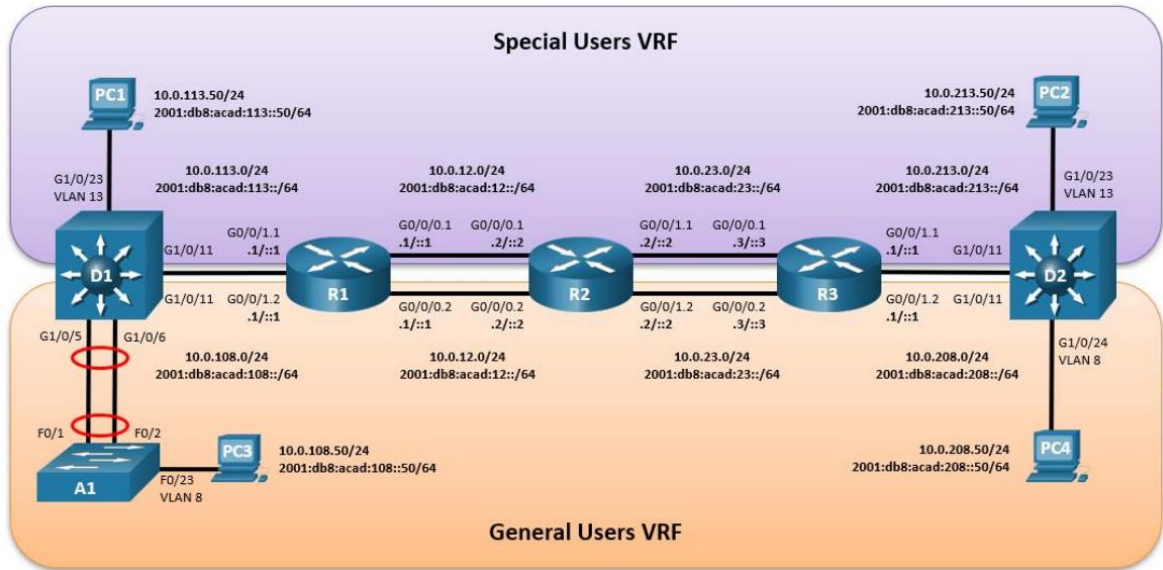 Special Users VRF
PC1
10.0.113.50/24
2001:db8:acad:113::50/64
10.0.213.50/24
2001:db8:acad:213::50/64
PC2
G1/0/23
VLAN 13
10.0.113.0/24
2001:db8:acad:113::/64
10.0.12.0/24
2001:db8:acad:12::/64
10.0.23.0/24
2001:db8:acad:23::/64
10.0.213.0/24
2001:db8:acad:213::/64
G1/0/23
VLAN 13
D1
G1/0/11
G0/0/1.1
.1/::1
R1
G0/0/0.1
.1/::1
G0/0/0.1
.2/::2
R2
G0/0/1.1
.2/::2
G0/0/0.1
.3/::3
R3
G0/0/1.1
.1/::1
G1/0/11
D2
G1/0/11
G0/0/1.2
.1/::1
G0/0/0.2
.1/::1
G0/0/0.2
.2/::2
G0/0/1.2
.2/::2
G0/0/0.2
.3/::3
G0/0/1.2
.1/::1
G1/0/11
G1/0/5
G1/0/6
10.0.108.0/24
2001:db8:acad:108::/64
10.0.12.0/24
2001:db8:acad:12::/64
10.0.23.0/24
2001:db8:acad:23::/64
10.0.208.0/24
2001:db8:acad:208::/64
G1/0/24
VLAN 8
F0/1
F0/2
A1
F0/23
VLAN 8
PC3
10.0.108.50/24
2001:db8:acad:108::50/64
10.0.208.50/24
2001:db8:acad:208::50/64
PC4
General Users VRF